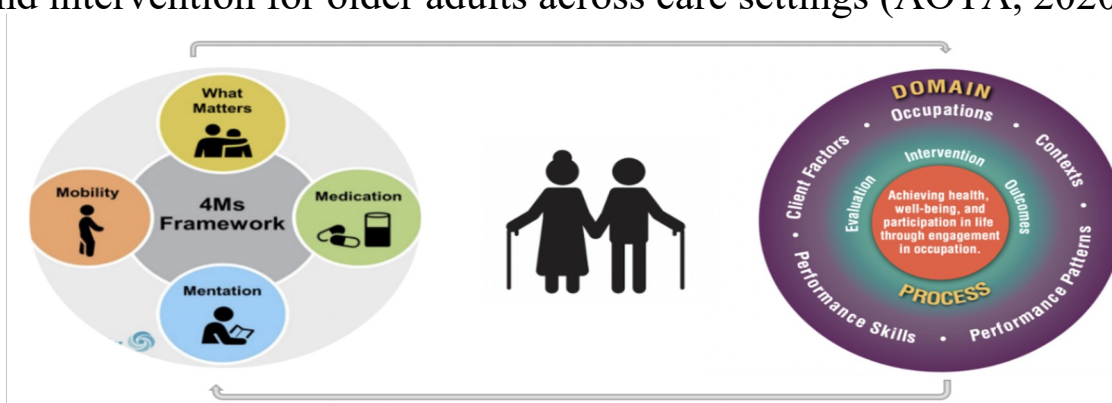 nd intervention for older adults across care settings (AOTA, 2020
What
Matters
Mobility
4Ms
Framework
Medication
Mentation
DOMAIN
Occupations
Client Factors
Contexts
Performance Skills
Performance Patterns
Intervention
Evaluation
Outcomes
Achieving health,
well-being, and
participation in life
through engagement
in occupation.
PROCESS